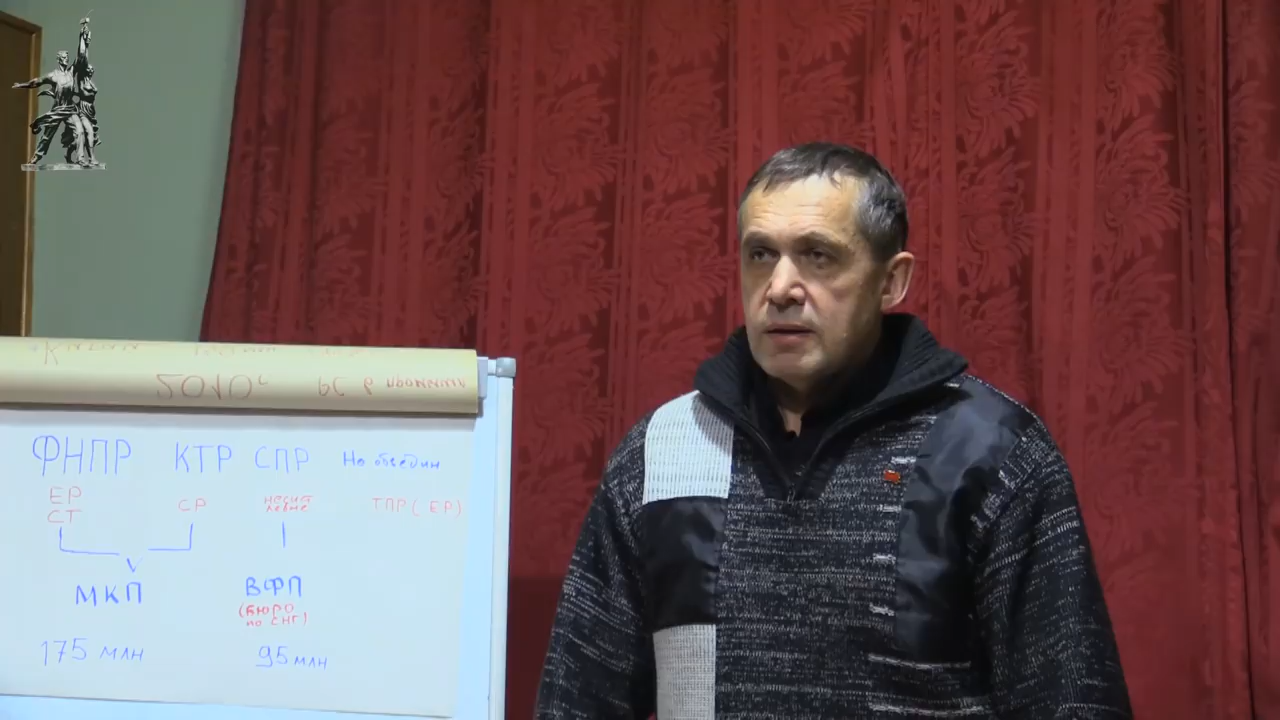 2010
ФНПР КТР СПР Не объедин
ЕР СР ТПР (ЕР)
СТ
МКП ВФП
(БЮРО
по СНГ)
175 млн 95 млн